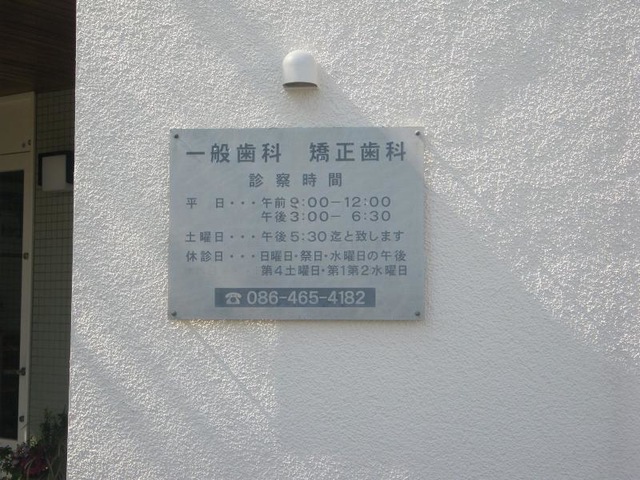 一般歯科 矯正歯科
診察時間
平 日・・・午前9:00-12:00
午後3:00- 6:30
土曜日・・・午後5:30迄と致します
休診日・・・日曜日・祭日・水曜日の午後
第4土曜日・第1第2水曜日
☎ 086-465-4182